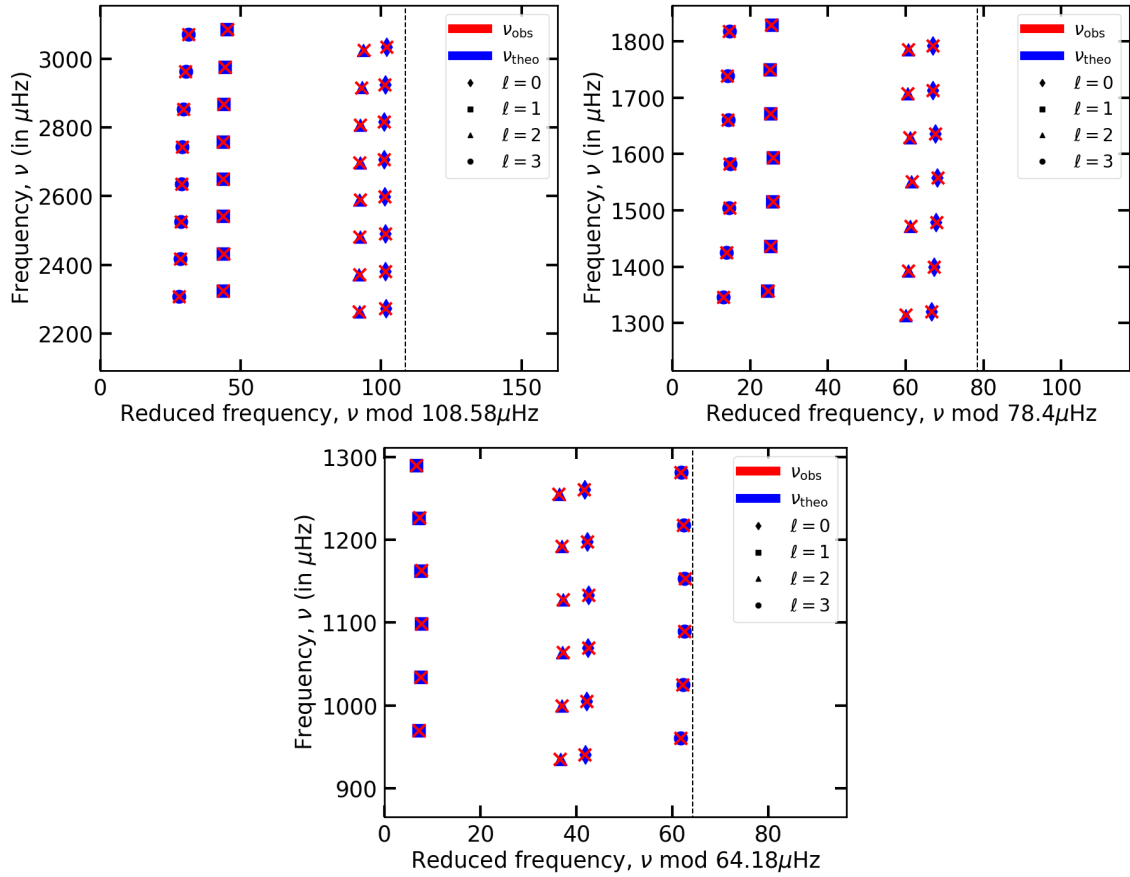 Frequency, ν (in μHz)
3000
2800
2600
2400
2200
0
50
100
150
Reduced frequency, ν mod 108.58μHz
ν_obs
ν_theo
ℓ = 0
ℓ = 1
ℓ = 2
ℓ = 3
Frequency, ν (in μHz)
1800
1700
1600
1500
1400
1300
0
20
40
60
80
100
Reduced frequency, ν mod 78.4μHz
ν_obs
ν_theo
ℓ = 0
ℓ = 1
ℓ = 2
ℓ = 3
Frequency, ν (in μHz)
1300
1200
1100
1000
900
0
20
40
60
80
Reduced frequency, ν mod 64.18μHz
ν_obs
ν_theo
ℓ = 0
ℓ = 1
ℓ = 2
ℓ = 3